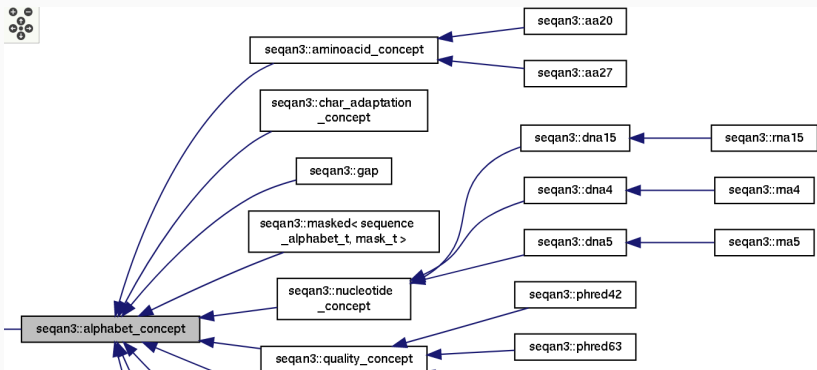 seqan3::aa20
seqan3::aminoacid_concept
seqan3::aa27
seqan3::char_adaptation
_concept
seqan3::dna15
seqan3::rna15
seqan3::gap
seqan3::dna4
seqan3::rna4
seqan3::masked< sequence
_alphabet_t, mask_t >
seqan3::dna5
seqan3::rna5
seqan3::nucleotide
_concept
seqan3::phred42
seqan3::alphabet_concept
seqan3::phred63
seqan3::quality_concept